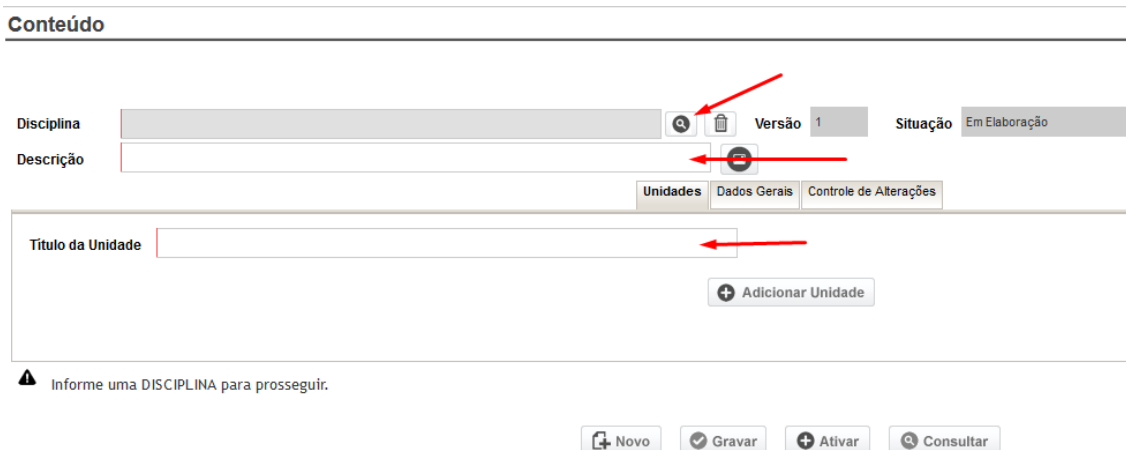 Conteúdo
Disciplina Versão 1 Situação Em Elaboração
Descrição
Unidades Dados Gerais Controle de Alterações
Título da Unidade
Adicionar Unidade
Informe uma DISCIPLINA para prosseguir.
Novo Gravar Ativar Consultar